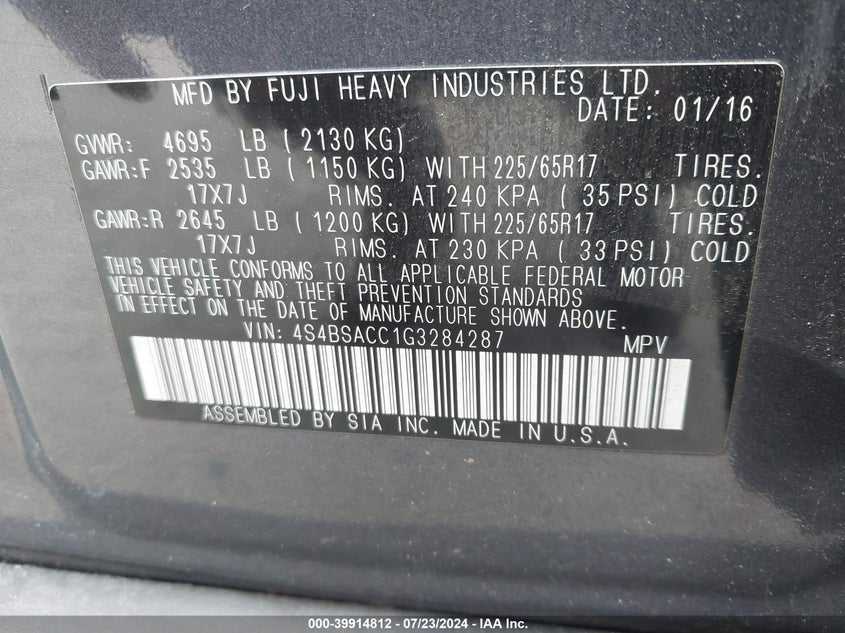 MFD BY FUJI HEAVY INDUSTRIES LTD.
DATE: 01/16
GVWR: 4695 LB ( 2130 KG)
GAWR:F 2535 LB ( 1150 KG) WITH 225/65R17 TIRES.
17X7J RIMS. AT 240 KPA ( 35 PSI) COLD
GAWR:R 2645 LB ( 1200 KG) WITH 225/65R17 TIRES.
17X7J RIMS. AT 230 KPA ( 33 PSI) COLD
THIS VEHICLE CONFORMS TO ALL APPLICABLE FEDERAL MOTOR
VEHICLE SAFETY AND THEFT PREVENTION STANDARDS
IN EFFECT ON THE DATE OF MANUFACTURE SHOWN ABOVE.
VIN: 4S4BSACC1G3284287 MPV
ASSEMBLED BY SIA INC. MADE IN U.S.A.
000-39914812 - 07/23/2024 - IAA Inc.